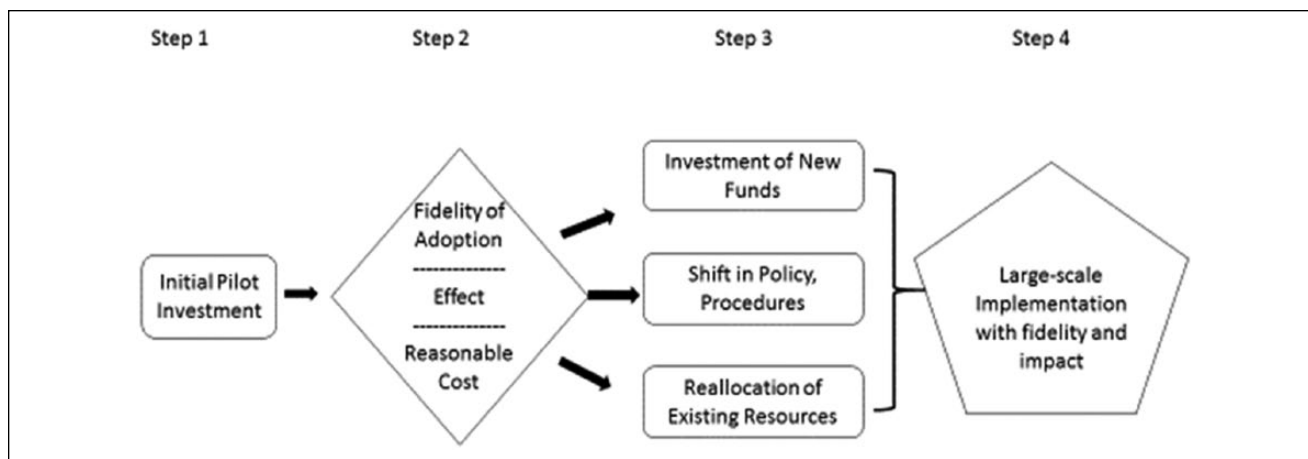 Step 1
Step 2
Step 3
Step 4
Initial Pilot
Investment
Fidelity of
Adoption
-------------
Effect
-------------
Reasonable
Cost
Investment of New
Funds
Shift in Policy,
Procedures
Reallocation of
Existing Resources
Large-scale
Implementation
with fidelity and
impact